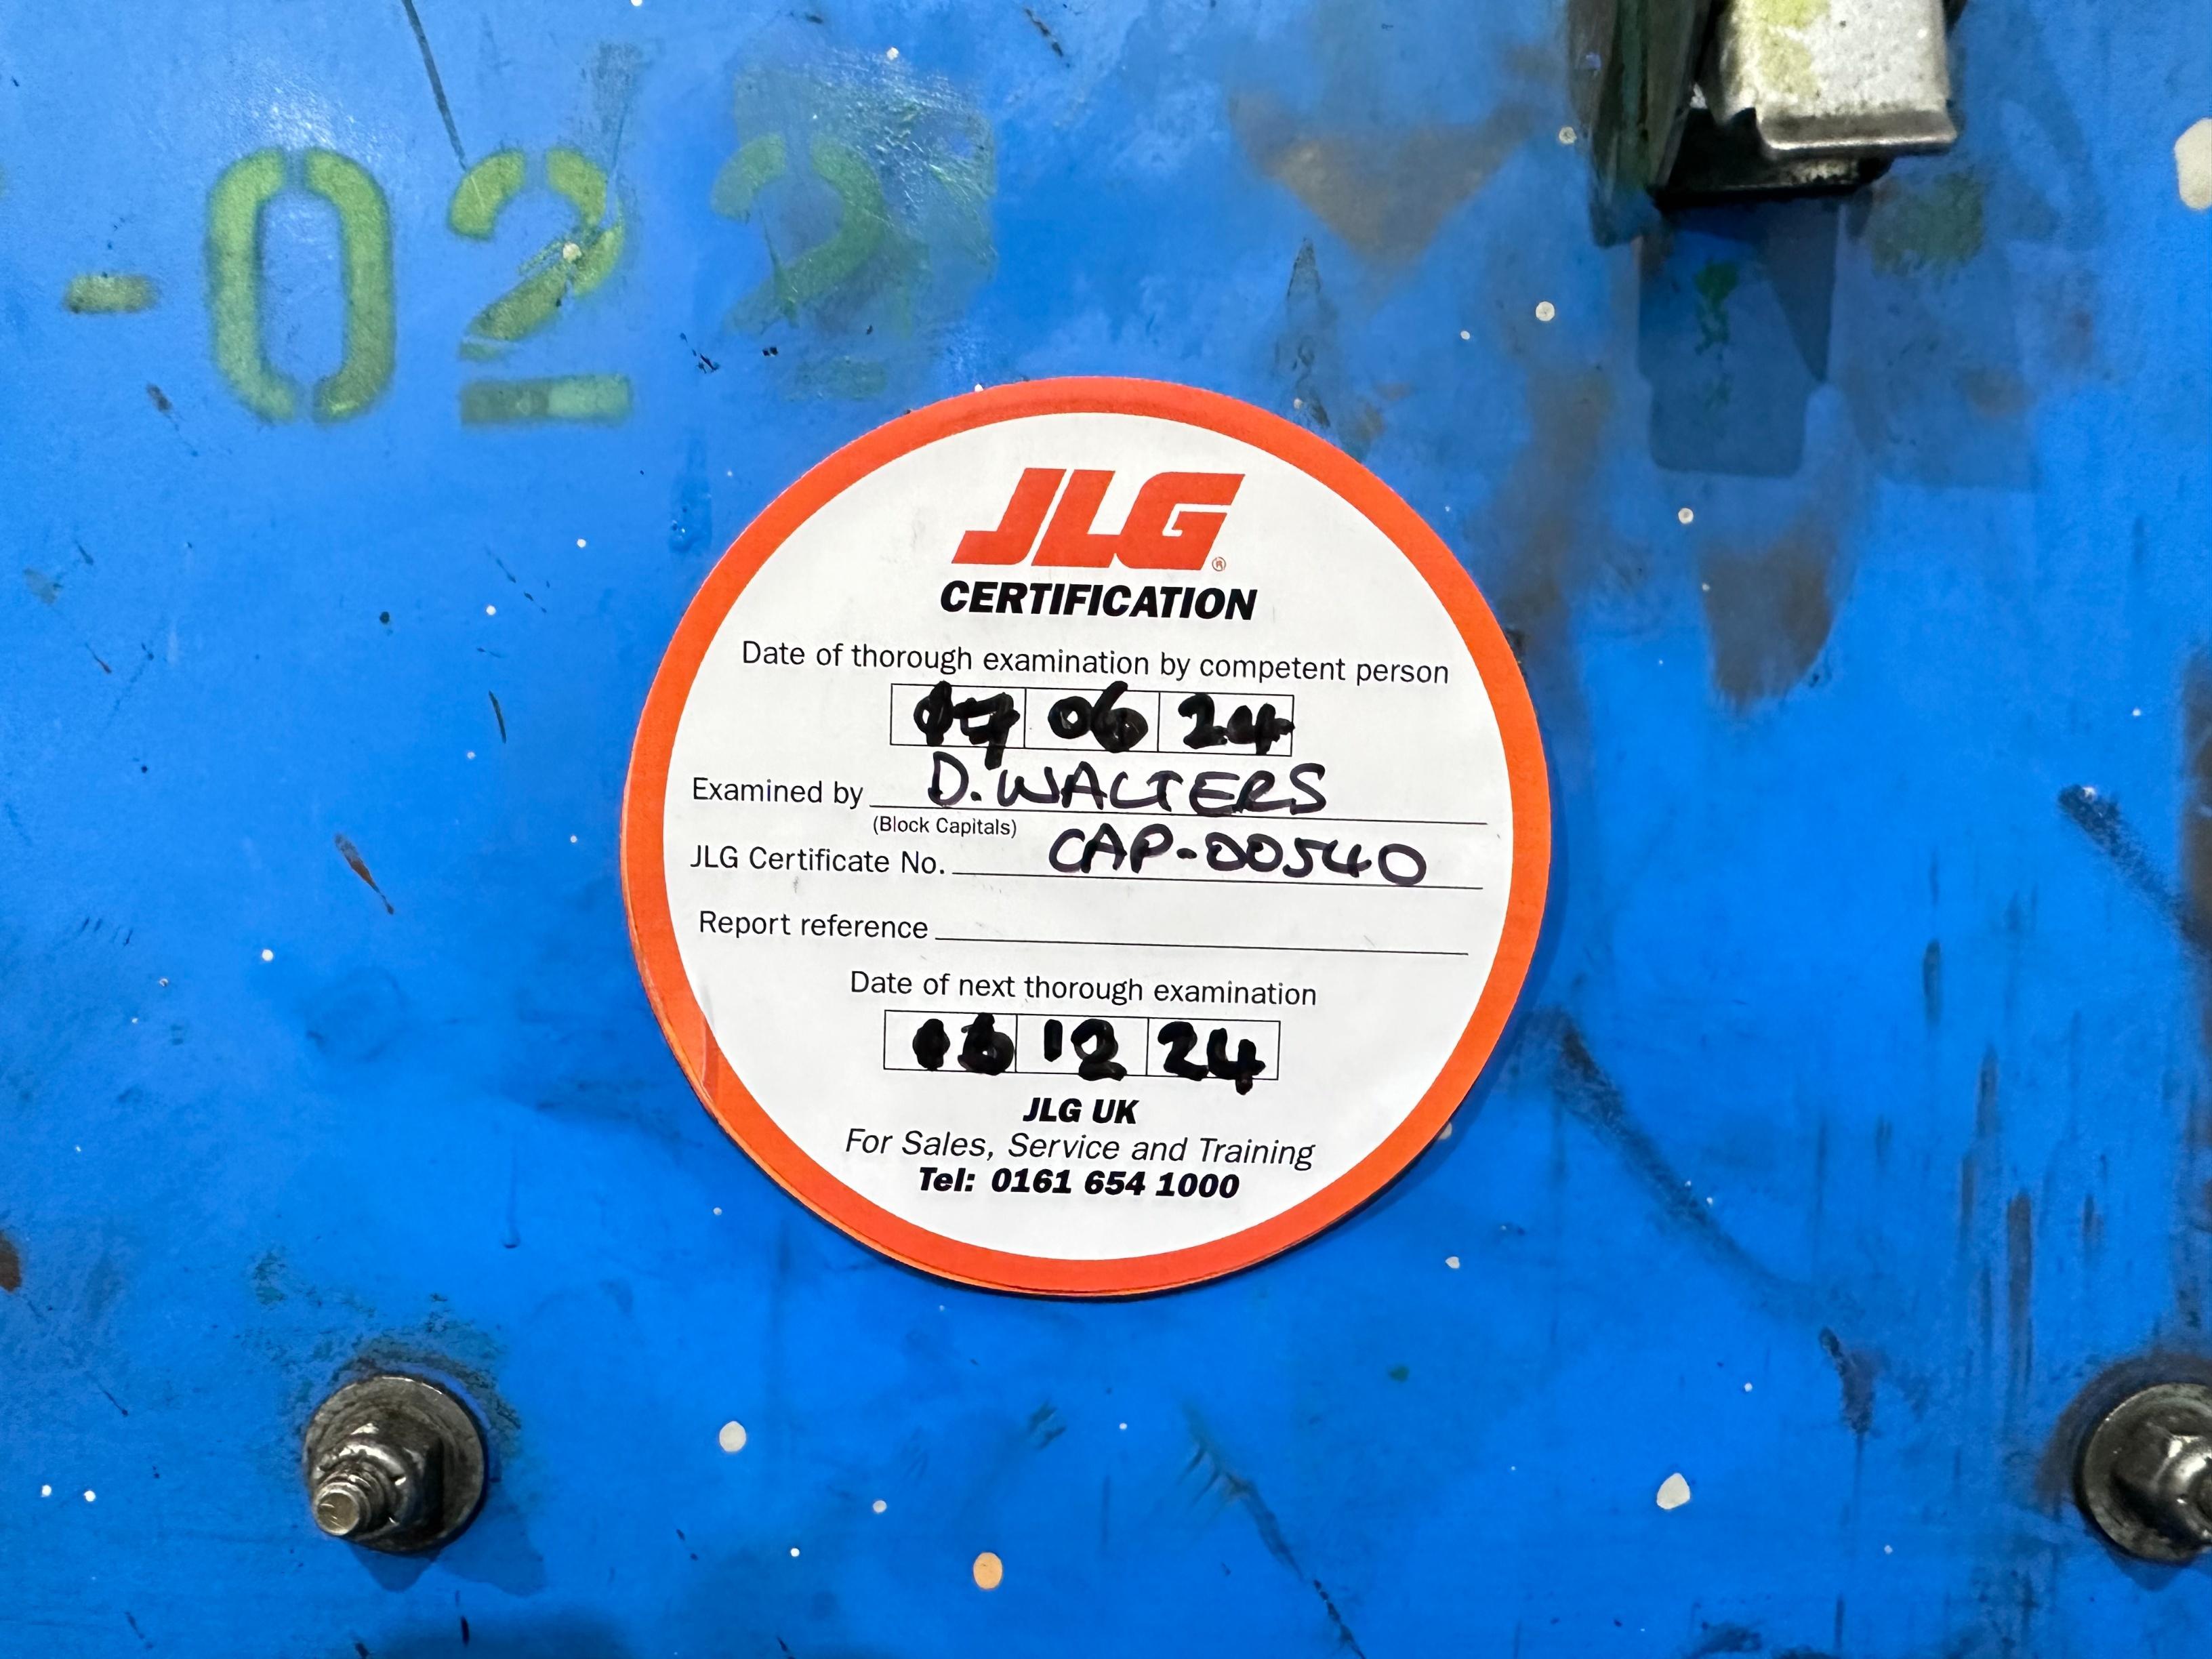 -022
JLG®
CERTIFICATION
Date of thorough examination by competent person
17 06 24
Examined by D. WALTERS
(Block Capitals)
JLG Certificate No. CAP-00540
Report reference
Date of next thorough examination
12 24
JLG UK
For Sales, Service and Training
Tel: 0161 654 1000